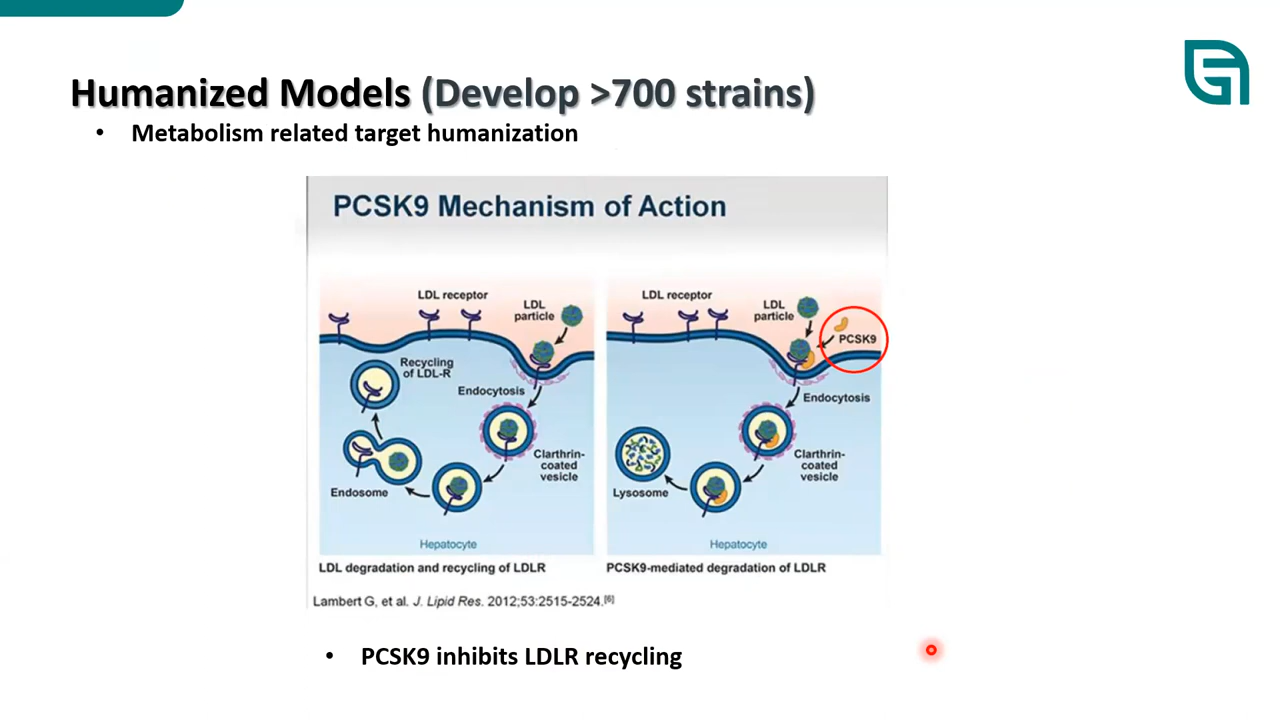 Humanized Models (Develop >700 strains)
• Metabolism related target humanization
PCSK9 Mechanism of Action
LDL receptor
LDL
particle
Recycling
of LDL-R
Endocytosis
Clarthrin-
coated
vesicle
Endosome
Hepatocyte
LDL degradation and recycling of LDLR
LDL receptor
LDL
particle
PCSK9
Endocytosis
Clarthrin-
coated
vesicle
Lysosome
Hepatocyte
PCSK9-mediated degradation of LDLR
Lambert G, et al. J. Lipid Res. 2012;53:2515-2524.[6]
• PCSK9 inhibits LDLR recycling